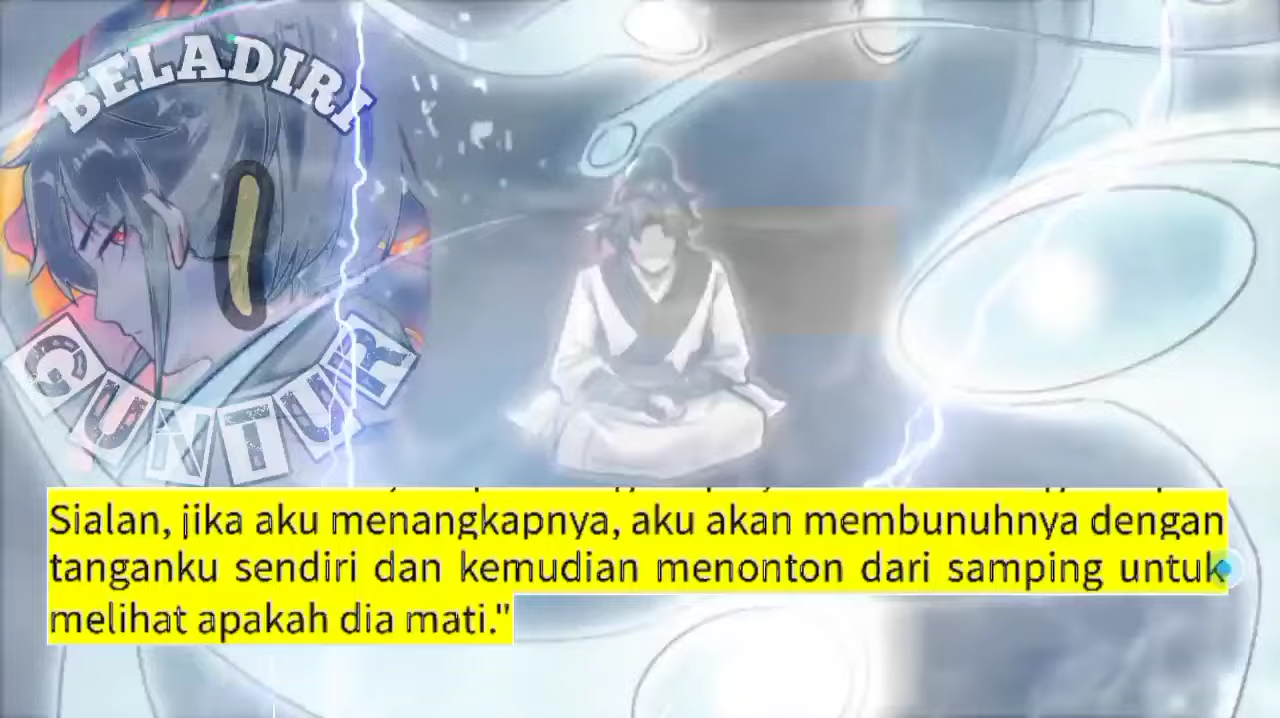 BELADIRI
GUNTUR
Sialan, jika aku menangkapnya, aku akan membunuhnya dengan
tanganku sendiri dan kemudian menonton dari samping untuk
melihat apakah dia mati."